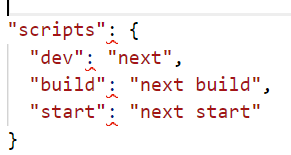 "scripts": {
"dev": "next",
"build": "next build",
"start": "next start"
}